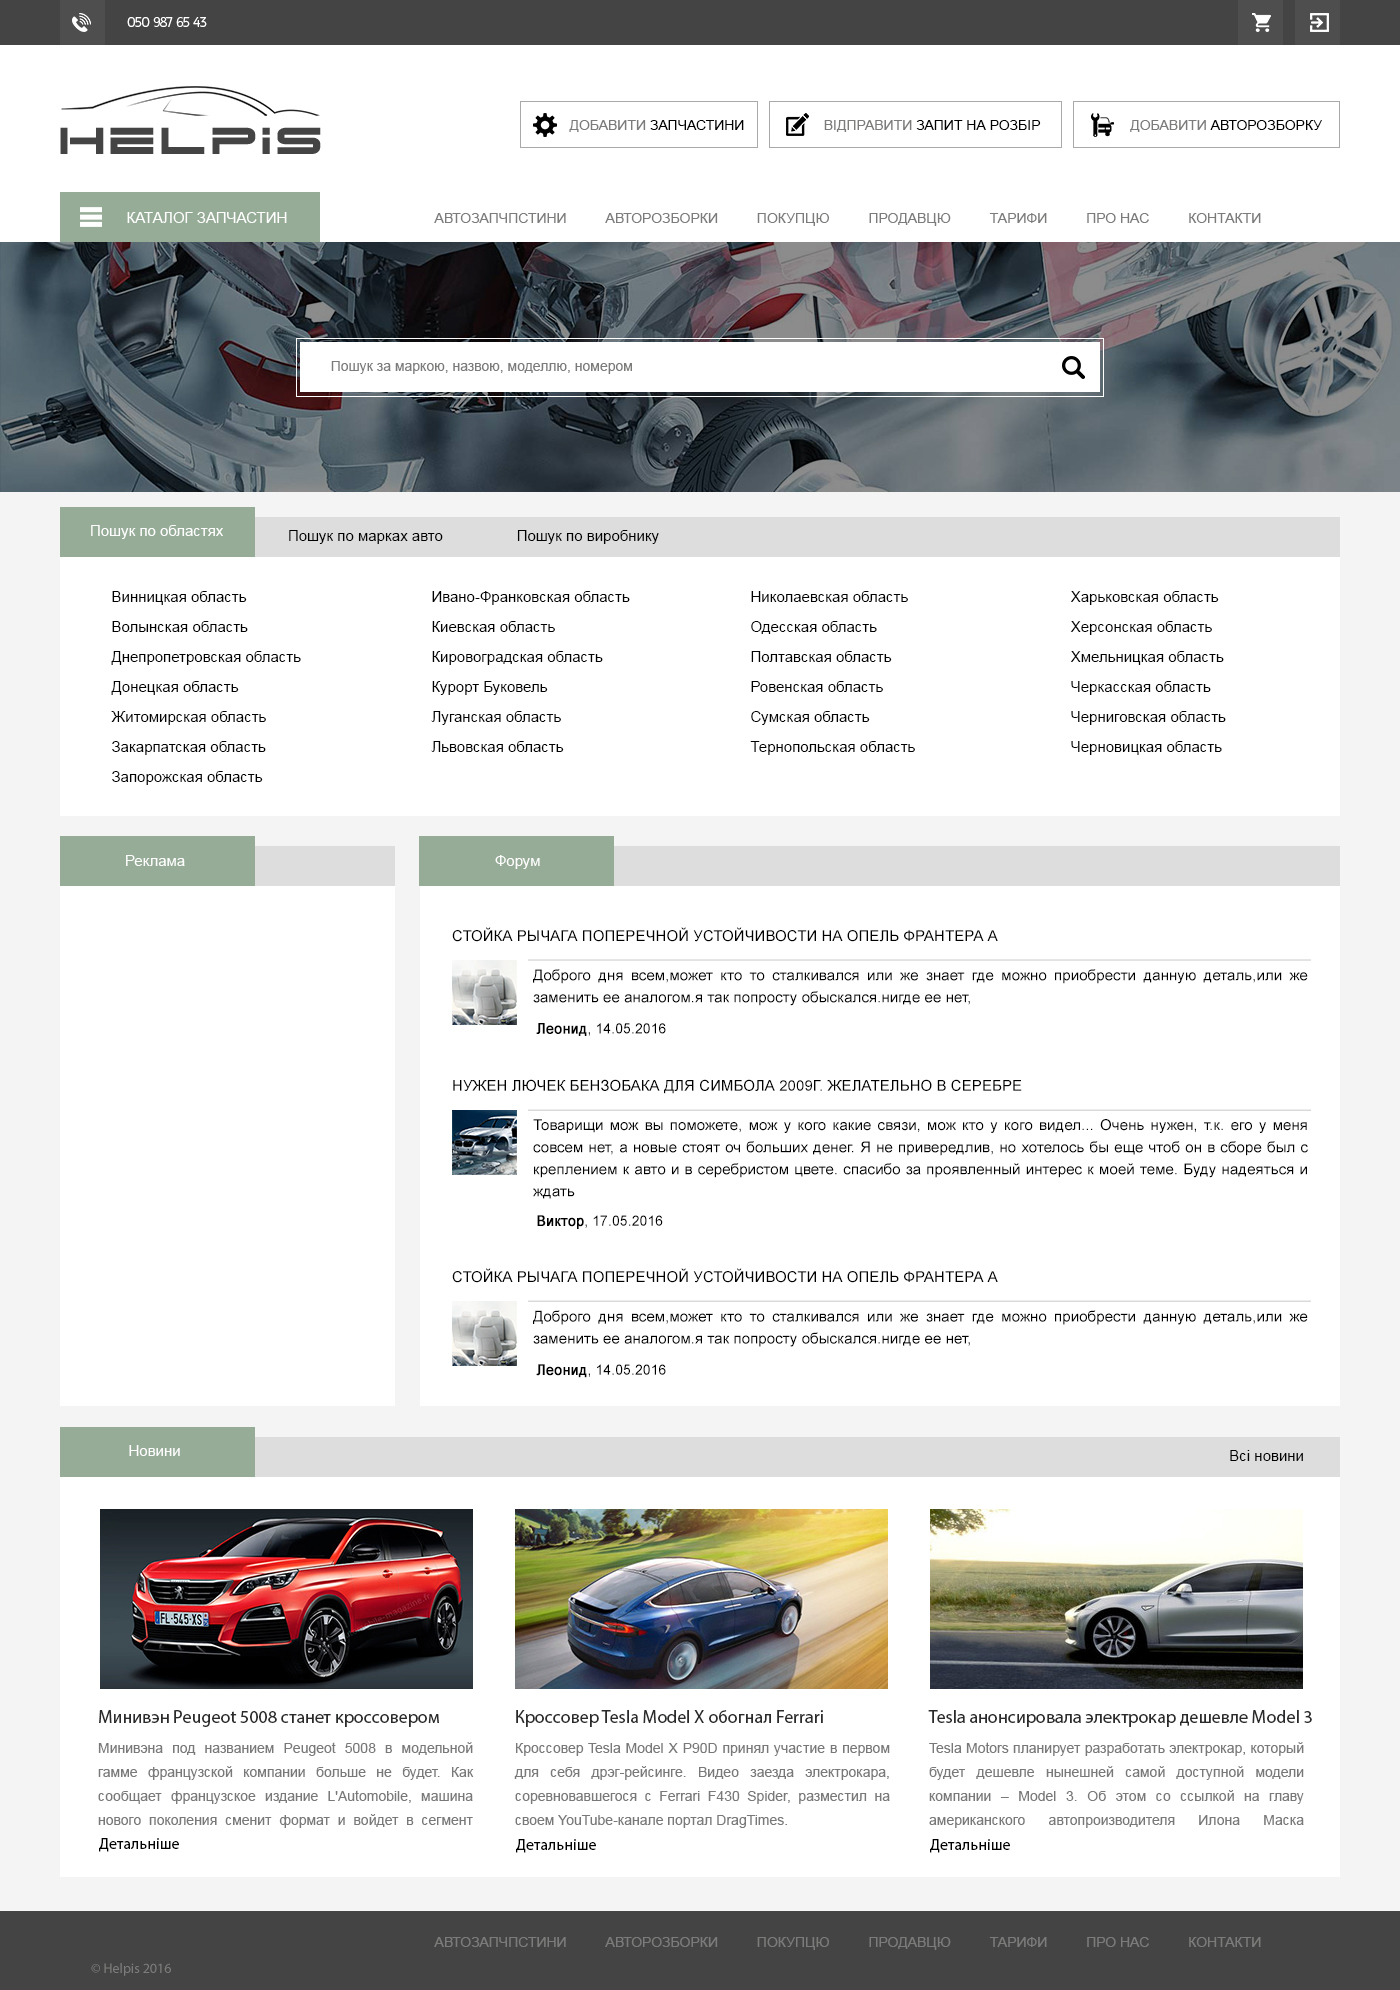 050 987 65 43
HELPiS
ДОБАВИТИ ЗАПЧАСТИНИ
ВІДПРАВИТИ ЗАПИТ НА РОЗБІР
ДОБАВИТИ АВТОРОЗБОРКУ
КАТАЛОГ ЗАПЧАСТИН
АВТОЗАПЧПСТИНИ
АВТОРОЗБОРКИ
ПОКУПЦЮ
ПРОДАВЦЮ
ТАРИФИ
ПРО НАС
КОНТАКТИ
Пошук за маркою, назвою, моделлю, номером
Пошук по областях
Пошук по марках авто
Пошук по виробнику
Винницкая область
Волынская область
Днепропетровская область
Донецкая область
Житомирская область
Закарпатская область
Запорожская область
Ивано-Франковская область
Киевская область
Кировоградская область
Курорт Буковель
Луганская область
Львовская область
Николаевская область
Одесская область
Полтавская область
Ровенская область
Сумская область
Тернопольская область
Харьковская область
Херсонская область
Хмельницкая область
Черкасская область
Черниговская область
Черновицкая область
Реклама
Форум
СТОЙКА РЫЧАГА ПОПЕРЕЧНОЙ УСТОЙЧИВОСТИ НА ОПЕЛЬ ФРАНТЕРА А
Доброго дня всем,может кто то сталкивался или же знает где можно приобрести данную деталь,или же
заменить ее аналогом.я так попросту обыскался.нигде ее нет,
Леонид, 14.05.2016
НУЖЕН ЛЮЧЕК БЕНЗОБАКА ДЛЯ СИМВОЛА 2009Г. ЖЕЛАТЕЛЬНО В СЕРЕБРЕ
Товарищи мож вы поможете, мож у кого какие связи, мож кто у кого видел... Очень нужен, т.к. его у меня
совсем нет, а новые стоят оч больших денег. Я не привередлив, но хотелось бы еще чтоб он в сборе был с
креплением к авто и в серебристом цвете. спасибо за проявленный интерес к моей теме. Буду надеяться и
ждать
Виктор, 17.05.2016
СТОЙКА РЫЧАГА ПОПЕРЕЧНОЙ УСТОЙЧИВОСТИ НА ОПЕЛЬ ФРАНТЕРА А
Доброго дня всем,может кто то сталкивался или же знает где можно приобрести данную деталь,или же
заменить ее аналогом.я так попросту обыскался.нигде ее нет,
Леонид, 14.05.2016
Новини
Всі новини
FL-545-XS
Минивэн Peugeot 5008 станет кроссовером
Минивэна под названием Peugeot 5008 в модельной
гамме французской компании больше не будет. Как
сообщает французское издание L'Automobile, машина
нового поколения сменит формат и войдет в сегмент
Детальніше
Кроссовер Tesla Model X обогнал Ferrari
Кроссовер Tesla Model X P90D принял участие в первом
для себя дрэг-рейсинге. Видео заезда электрокара,
соревновавшегося с Ferrari F430 Spider, разместил на
своем YouTube-канале портал DragTimes.
Детальніше
Tesla анонсировала электрокар дешевле Model 3
Tesla Motors планирует разработать электрокар, который
будет дешевле нынешней самой доступной модели
компании – Model 3. Об этом со ссылкой на главу
американского автопроизводителя Илона Маска
Детальніше
АВТОЗАПЧПСТИНИ
АВТОРОЗБОРКИ
ПОКУПЦЮ
ПРОДАВЦЮ
ТАРИФИ
ПРО НАС
КОНТАКТИ
© Helpis 2016